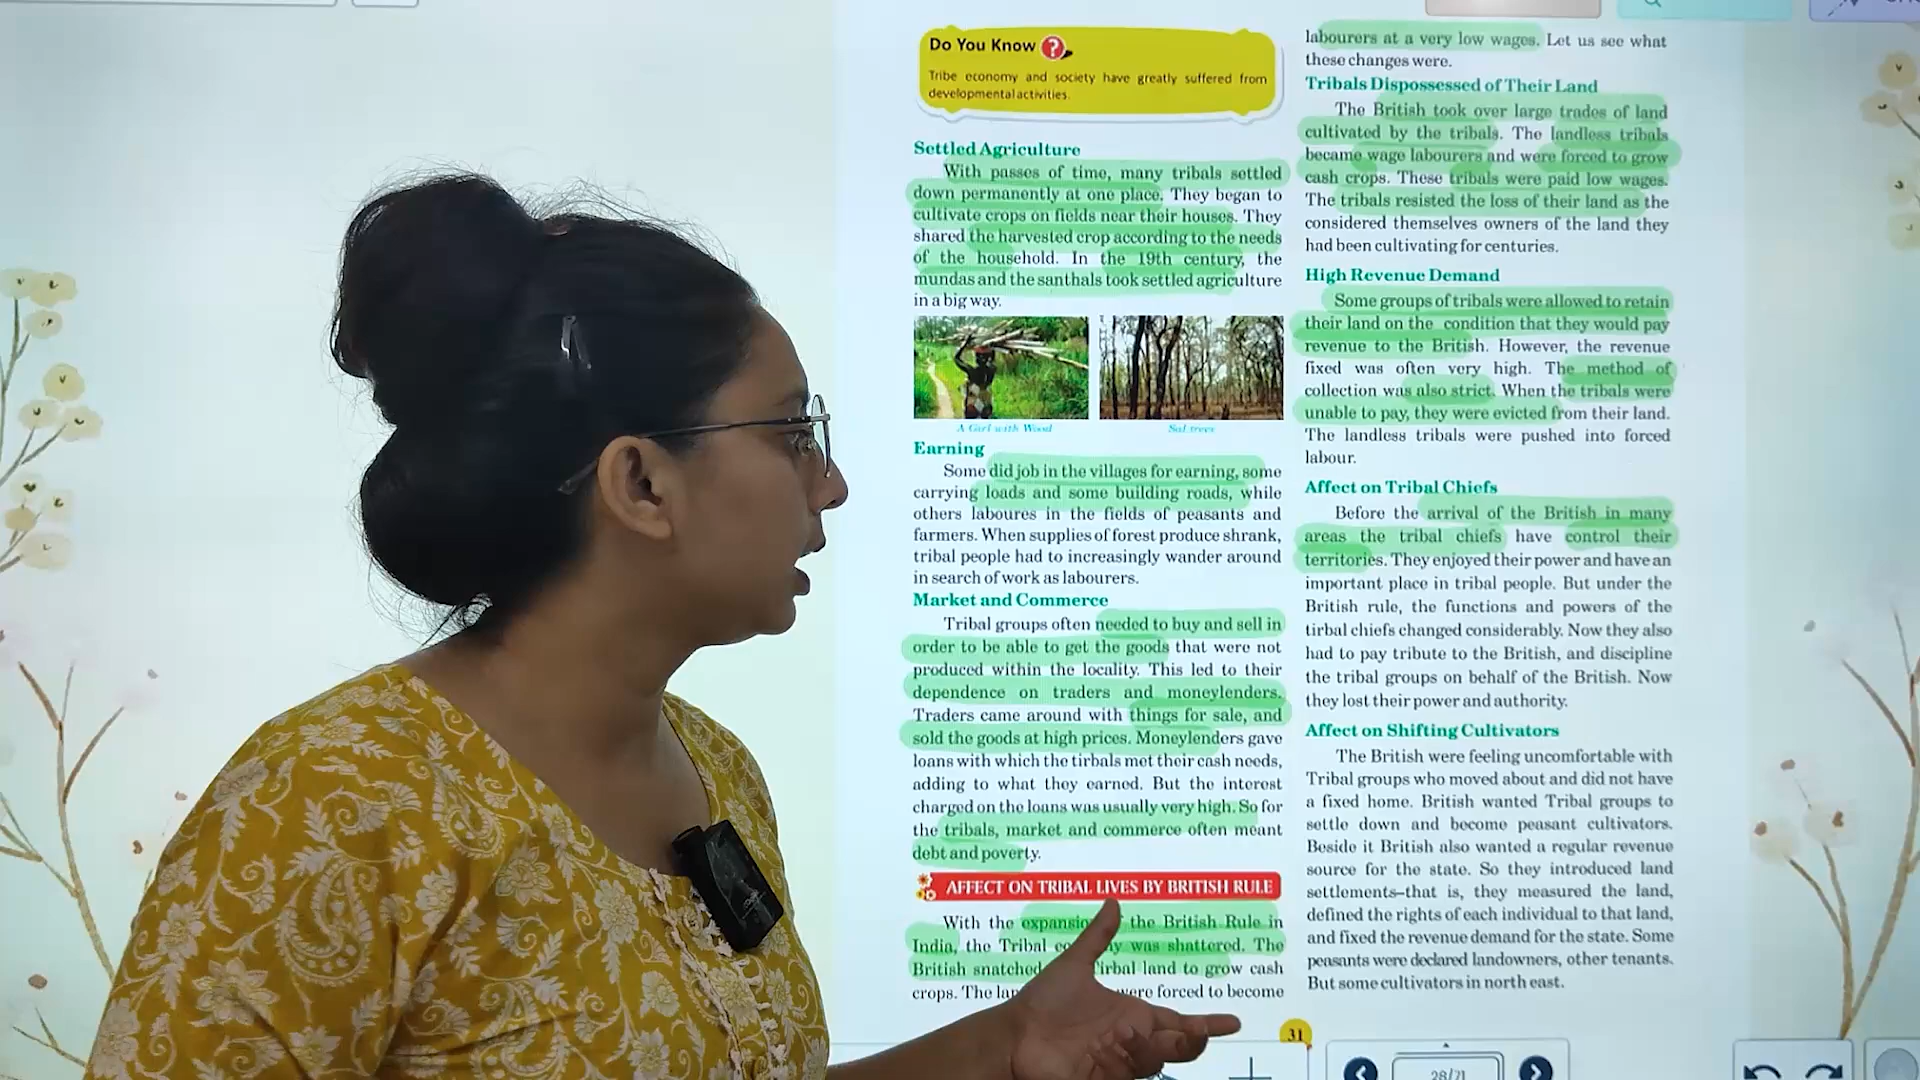 Do You Know ?
Tribe economy and society have greatly suffered from
developmental activities.
Settled Agriculture
With passes of time, many tribals settled
down permanently at one place. They began to
cultivate crops on fields near their houses. They
shared the harvested crop according to the needs
of the household. In the 19th century, the
mundas and the santhals took settled agriculture
in a big way.
A Girl with Wood
Sal trees
Earning
Some did job in the villages for earning, some
carrying loads and some building roads, while
others laboures in the fields of peasants and
farmers. When supplies of forest produce shrank,
tribal people had to increasingly wander around
in search of work as labourers.
Market and Commerce
Tribal groups often needed to buy and sell in
order to be able to get the goods that were not
produced within the locality. This led to their
dependence on traders and moneylenders.
Traders came around with things for sale, and
sold the goods at high prices. Moneylenders gave
loans with which the tirbals met their cash needs,
adding to what they earned. But the interest
charged on the loans was usually very high. So for
the tribals, market and commerce often meant
debt and poverty.
AFFECT ON TRIBAL LIVES BY BRITISH RULE
With the the British Rule in
India, the Tribal was shattered. The
British snatched land to grow cash
crops. The were forced to become
labourers at a very low wages. Let us see what
these changes were.
Tribals Dispossessed of Their Land
The British took over large trades of land
cultivated by the tribals. The landless tribals
became wage labourers and were forced to grow
cash crops. These tribals were paid low wages.
The tribals resisted the loss of their land as the
considered themselves owners of the land they
had been cultivating for centuries.
High Revenue Demand
Some groups of tribals were allowed to retain
their land on the condition that they would pay
revenue to the British. However, the revenue
fixed was often very high. The method of
collection was also strict. When the tribals were
unable to pay, they were evicted from their land.
The landless tribals were pushed into forced
labour.
Affect on Tribal Chiefs
Before the arrival of the British in many
areas the tribal chiefs have control their
territories. They enjoyed their power and have an
important place in tribal people. But under the
British rule, the functions and powers of the
tirbal chiefs changed considerably. Now they also
had to pay tribute to the British, and discipline
the tribal groups on behalf of the British. Now
they lost their power and authority.
Affect on Shifting Cultivators
The British were feeling uncomfortable with
Tribal groups who moved about and did not have
a fixed home. British wanted Tribal groups to
settle down and become peasant cultivators.
Beside it British also wanted a regular revenue
source for the state. So they introduced land
settlements–that is, they measured the land,
defined the rights of each individual to that land,
and fixed the revenue demand for the state. Some
peasants were declared landowners, other tenants.
But some cultivators in north east.
31
28/71